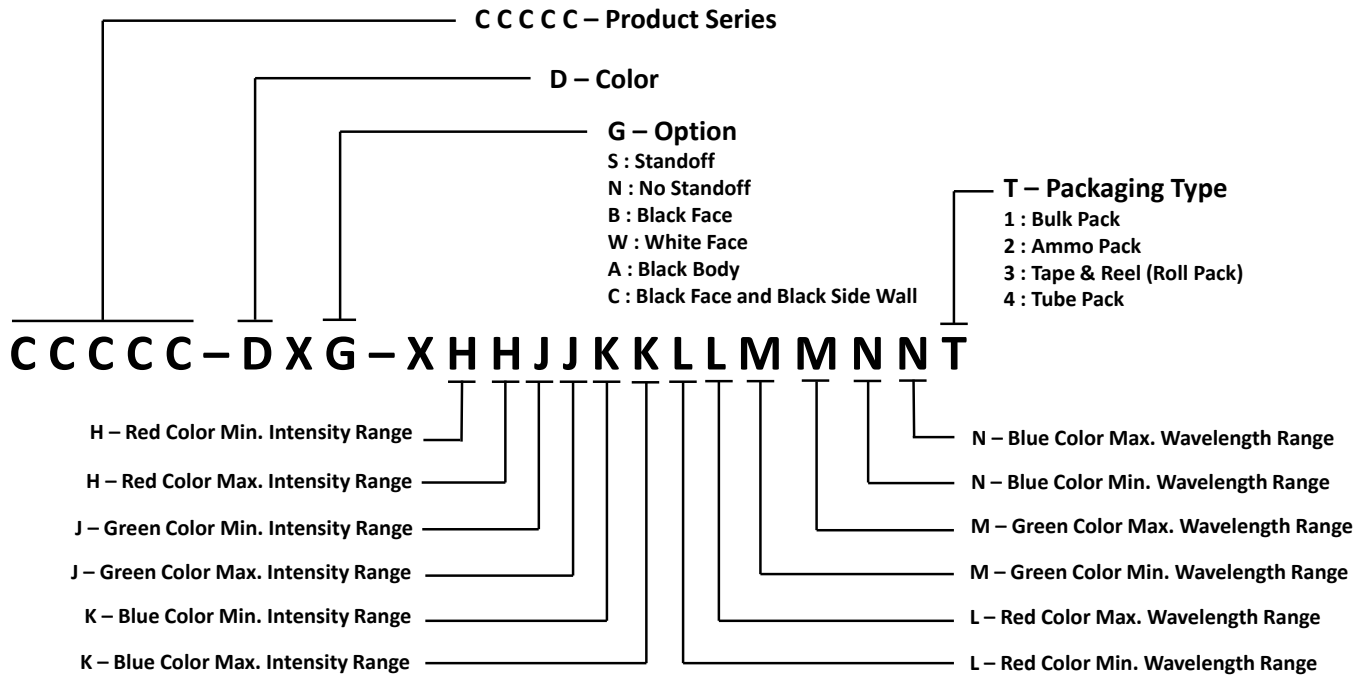 C C C C C – Product Series
D – Color
G – Option
S : Standoff
N : No Standoff
B : Black Face
W : White Face
A : Black Body
C : Black Face and Black Side Wall
T – Packaging Type
1 : Bulk Pack
2 : Ammo Pack
3 : Tape & Reel (Roll Pack)
4 : Tube Pack
C C C C C – D X G – X H H J J K K L L M M N N T
H – Red Color Min. Intensity Range
H – Red Color Max. Intensity Range
J – Green Color Min. Intensity Range
J – Green Color Max. Intensity Range
K – Blue Color Min. Intensity Range
K – Blue Color Max. Intensity Range
N – Blue Color Max. Wavelength Range
N – Blue Color Min. Wavelength Range
M – Green Color Max. Wavelength Range
M – Green Color Min. Wavelength Range
L – Red Color Max. Wavelength Range
L – Red Color Min. Wavelength Range